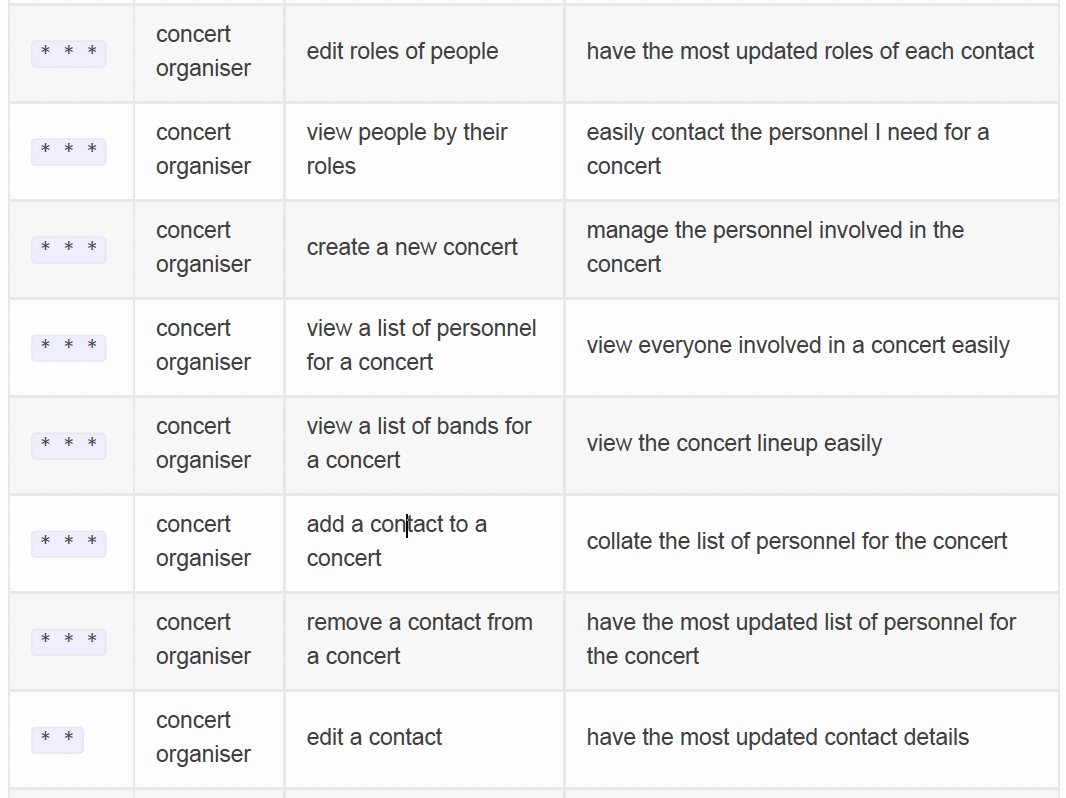 * * *
concert
organiser
edit roles of people
have the most updated roles of each contact
* * *
concert
organiser
view people by their
roles
easily contact the personnel I need for a
concert
* * *
concert
organiser
create a new concert
manage the personnel involved in the
concert
* * *
concert
organiser
view a list of personnel
for a concert
view everyone involved in a concert easily
* * *
concert
organiser
view a list of bands for
a concert
view the concert lineup easily
* * *
concert
organiser
add a contact to a
concert
collate the list of personnel for the concert
* * *
concert
organiser
remove a contact from
a concert
have the most updated list of personnel for
the concert
* *
concert
organiser
edit a contact
have the most updated contact details